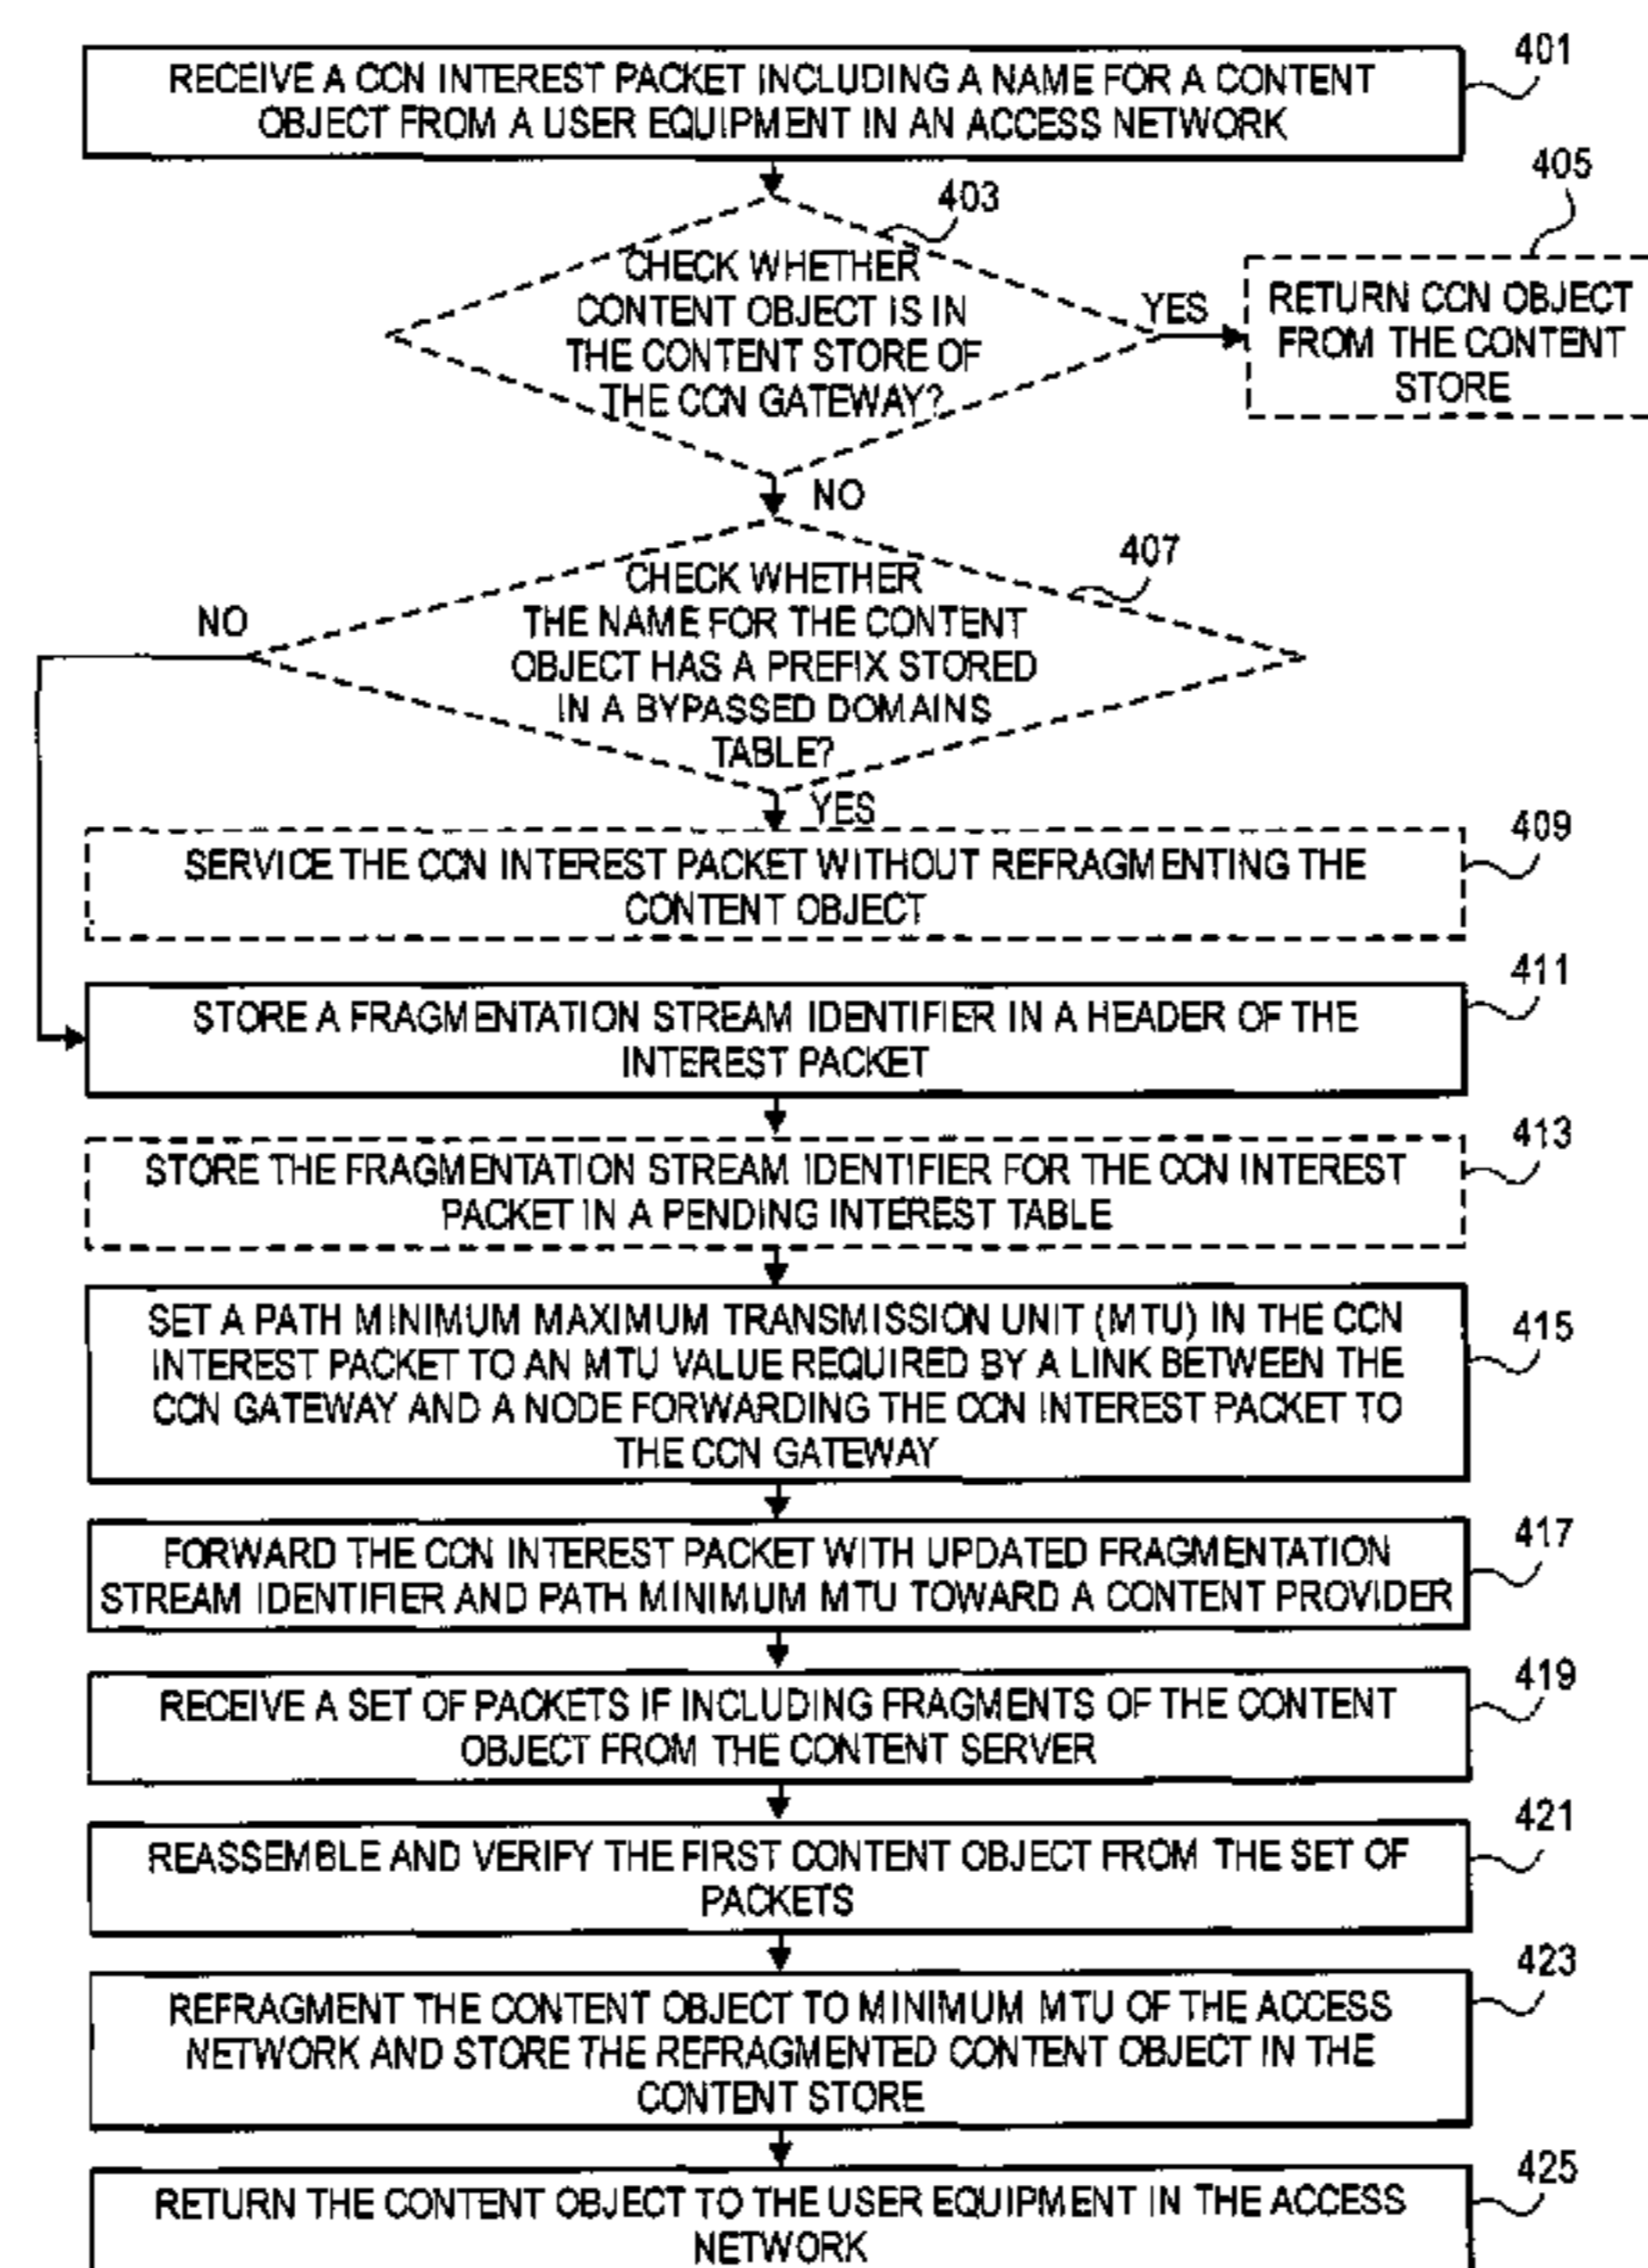 401
RECEIVE A CCN INTEREST PACKET INCLUDING A NAME FOR A CONTENT
OBJECT FROM A USER EQUIPMENT IN AN ACCESS NETWORK
405
403
CHECK WHETHER
CONTENT OBJECT IS IN
THE CONTENT STORE OF
THE CCN GATEWAY?
YES
RETURN CCN OBJECT
FROM THE CONTENT
STORE
NO
407
CHECK WHETHER
THE NAME FOR THE CONTENT
OBJECT HAS A PREFIX STORED
IN A BYPASSED DOMAINS
TABLE?
NO
YES
409
SERVICE THE CCN INTEREST PACKET WITHOUT REFRAGMENTING THE
CONTENT OBJECT
411
STORE A FRAGMENTATION STREAM IDENTIFIER IN A HEADER OF THE
INTEREST PACKET
413
STORE THE FRAGMENTATION STREAM IDENTIFIER FOR THE CCN INTEREST
PACKET IN A PENDING INTEREST TABLE
415
SET A PATH MINIMUM MAXIMUM TRANSMISSION UNIT (MTU) IN THE CCN
INTEREST PACKET TO AN MTU VALUE REQUIRED BY A LINK BETWEEN THE
CCN GATEWAY AND A NODE FORWARDING THE CCN INTEREST PACKET TO
THE CCN GATEWAY
417
FORWARD THE CCN INTEREST PACKET WITH UPDATED FRAGMENTATION
STREAM IDENTIFIER AND PATH MINIMUM MTU TOWARD A CONTENT PROVIDER
419
RECEIVE A SET OF PACKETS IF INCLUDING FRAGMENTS OF THE CONTENT
OBJECT FROM THE CONTENT SERVER
421
REASSEMBLE AND VERIFY THE FIRST CONTENT OBJECT FROM THE SET OF
PACKETS
423
REFRAGMENT THE CONTENT OBJECT TO MINIMUM MTU OF THE ACCESS
NETWORK AND STORE THE REFRAGMENTED CONTENT OBJECT IN THE
CONTENT STORE
425
RETURN THE CONTENT OBJECT TO THE USER EQUIPMENT IN THE ACCESS
NETWORK